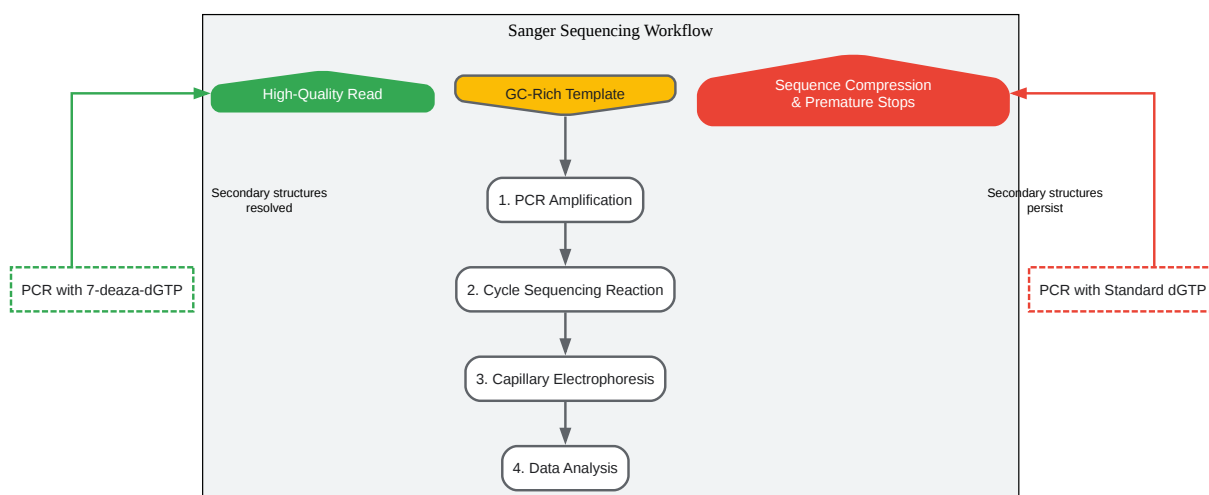 Sanger Sequencing Workflow
High-Quality Read
GC-Rich Template
Sequence Compression
& Premature Stops
1. PCR Amplification
Secondary structures
resolved
Secondary structures
persist
PCR with 7-deaza-dGTP
2. Cycle Sequencing Reaction
PCR with Standard dGTP
3. Capillary Electrophoresis
4. Data Analysis